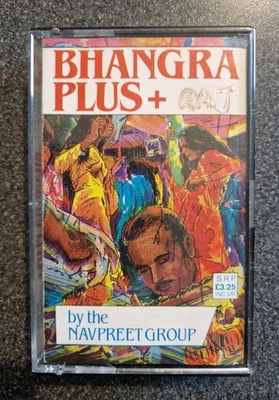 BHANGRA
PLUS+ RAJ
S.R.P.
£3.25
INC VAT
by the
NAVPREET GROUP